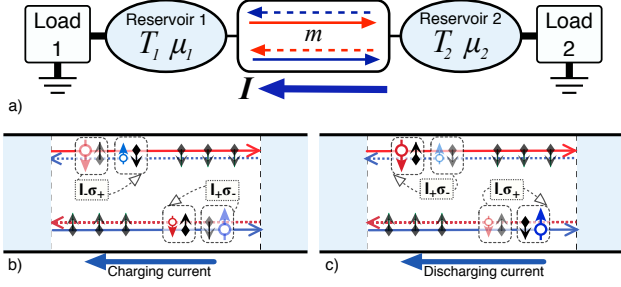 Load
1
Reservoir 1
T1 μ1
m
Reservoir 2
T2 μ2
Load
2
I
a)
I-σ+
I+σ-
b)
Charging current
I+σ-
I-σ+
c)
Discharging current